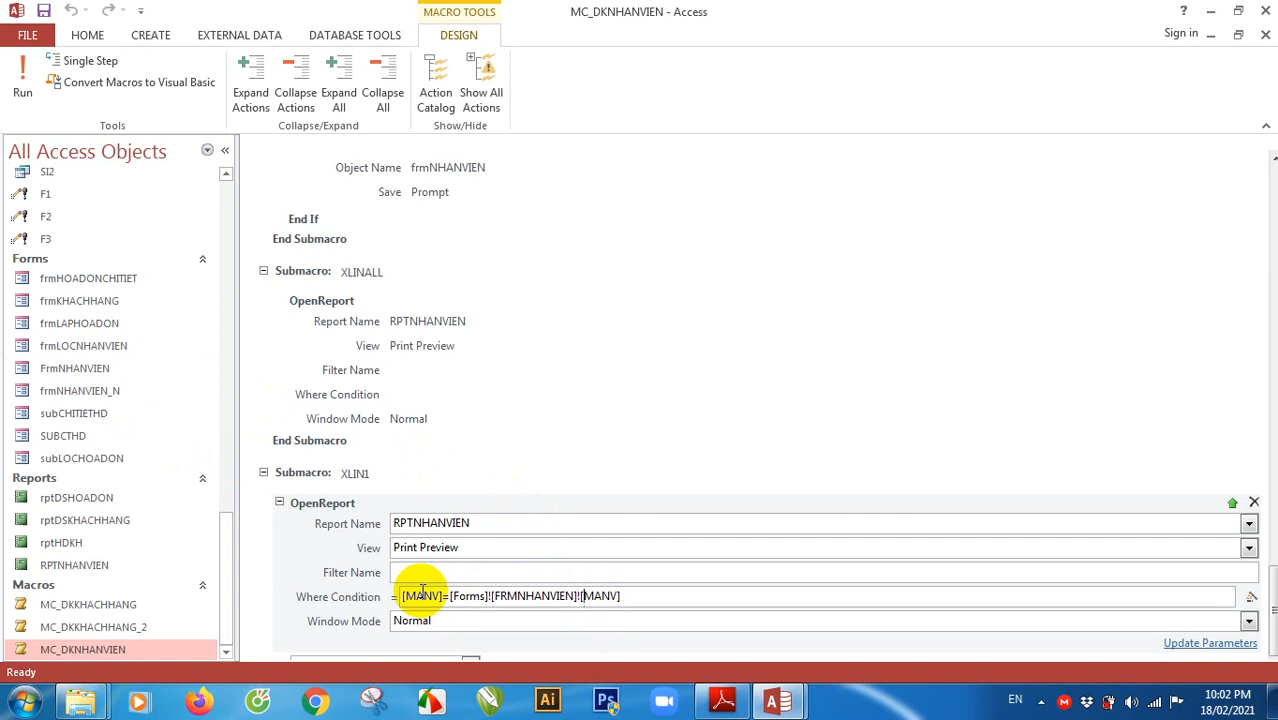 MACRO TOOLS
MC_DKNHANVIEN - Access
FILE
HOME
CREATE
EXTERNAL DATA
DATABASE TOOLS
DESIGN
Sign in
Run
Single Step
Convert Macros to Visual Basic
Expand Actions
Collapse Actions
Expand All
Collapse All
Action Catalog
Show All Actions
Tools
Collapse/Expand
Show/Hide
All Access Objects
SI2
F1
F2
F3
Forms
frmHOADONCHITIET
frmKHACHHANG
frmLAPHOADON
frmLOCNHANVIEN
FrmNHANVIEN
frmNHANVIEN_N
subCHITIETHD
SUBCTHD
subLOCHOADON
Reports
rptDSHOADON
rptDSKHACHHANG
rptHDKH
RPTNHANVIEN
Macros
MC_DKKHACHHANG
MC_DKKHACHHANG_2
MC_DKNHANVIEN
Object Name frmNHANVIEN
Save Prompt
End If
End Submacro
Submacro: XLINALL
OpenReport
Report Name RPTNHANVIEN
View Print Preview
Filter Name
Where Condition
Window Mode Normal
End Submacro
Submacro: XLIN1
OpenReport
Report Name RPTNHANVIEN
View Print Preview
Filter Name
Where Condition = [MANV]=[Forms]![FRMNHANVIEN]![MANV]
Window Mode Normal
Update Parameters
Ready
Ai
Ps
EN
10:02 PM
18/02/2021